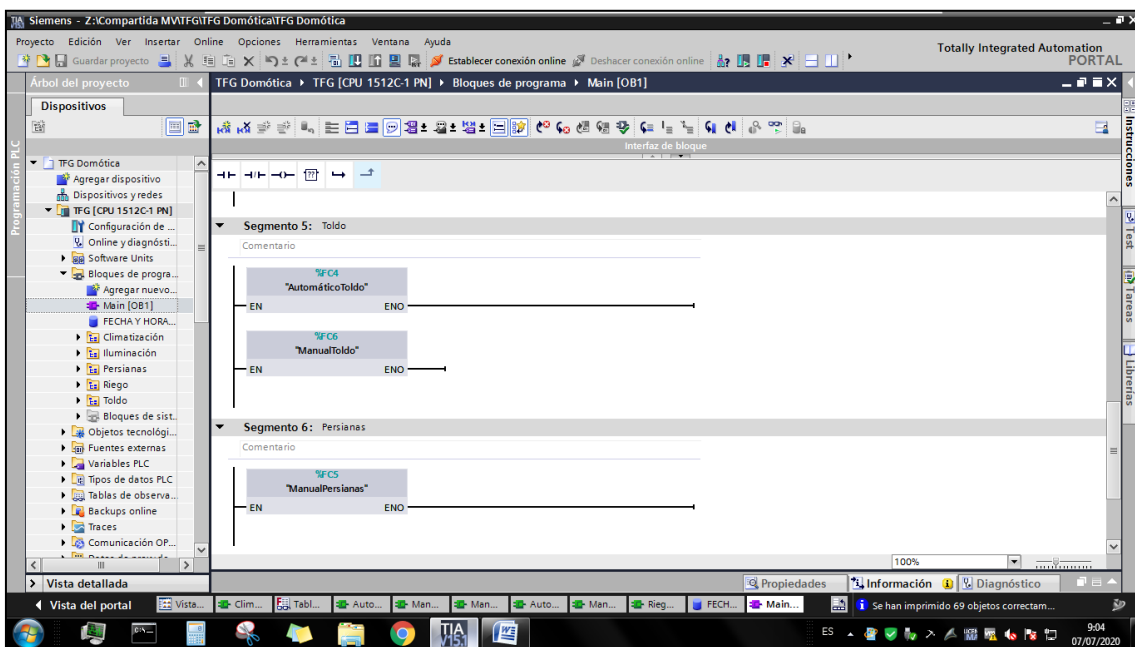 Siemens - Z:\Compartida MV\TFG\TFG Domótica\TFG Domótica
Proyecto Edición Ver Insertar Online Opciones Herramientas Ventana Ayuda
Totally Integrated Automation
PORTAL
Guardar proyecto
Establecer conexión online
Deshacer conexión online
Árbol del proyecto
TFG Domótica ▸ TFG [CPU 1512C-1 PN] ▸ Bloques de programa ▸ Main [OB1]
Dispositivos
Programación PLC
TFG Domótica
Agregar dispositivo
Dispositivos y redes
TFG [CPU 1512C-1 PN]
Configuración de ...
Online y diagnósti...
Software Units
Bloques de progra...
Agregar nuevo...
Main [OB1]
FECHA Y HORA...
Climatización
Iluminación
Persianas
Riego
Toldo
Bloques de sist...
Objetos tecnológi...
Fuentes externas
Variables PLC
Tipos de datos PLC
Tablas de observa...
Backups online
Traces
Comunicación OP...
Vista detallada
Interfaz de bloque
Segmento 5: Toldo
Comentario
%FC4
"AutomáticoToldo"
EN ENO
%FC6
"ManualToldo"
EN ENO
Segmento 6: Persianas
Comentario
%FC5
"ManualPersianas"
EN ENO
100%
Propiedades
Información
Diagnóstico
Instrucciones
Test
Tareas
Librerías
Vista del portal
Vista...
Clim...
Tabl...
Auto...
Man...
Man...
Auto...
Man...
Rieg...
FECH...
Main...
Se han imprimido 69 objetos correctam...
TIA
V15.1
ES
9:04
07/07/2020